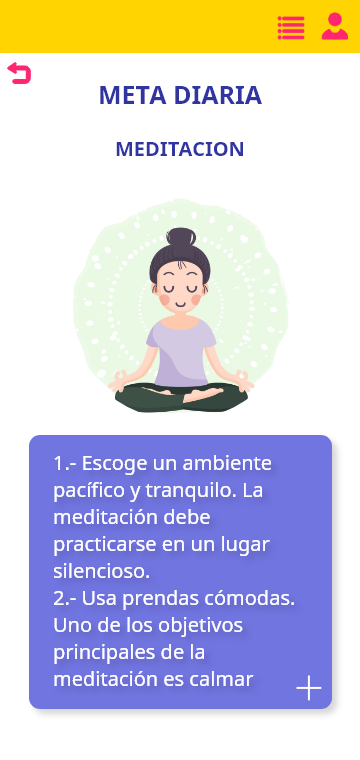 META DIARIA
MEDITACION
1.- Escoge un ambiente
pacífico y tranquilo. La
meditación debe
practicarse en un lugar
silencioso.
2.- Usa prendas cómodas.
Uno de los objetivos
principales de la
meditación es calmar